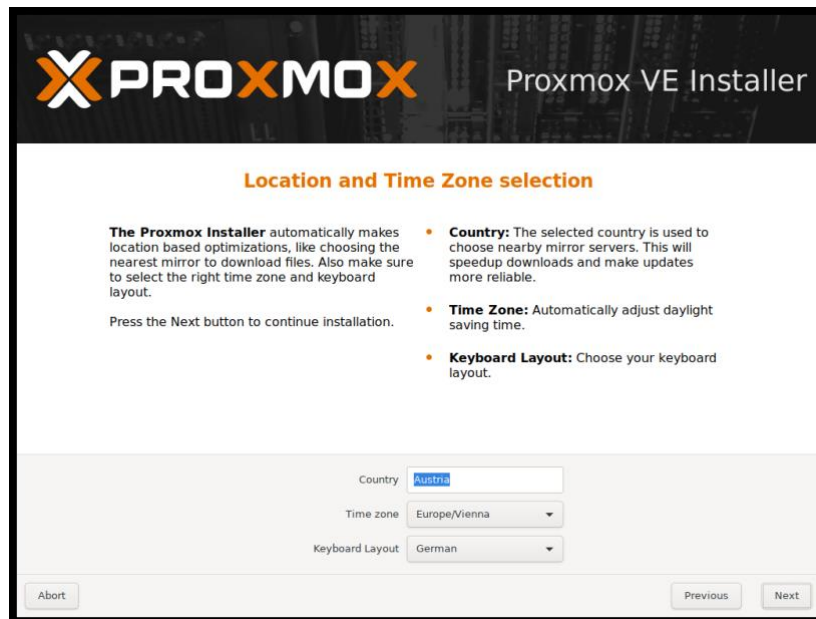 PROXMOX
Proxmox VE Installer
Location and Time Zone selection
The Proxmox Installer automatically makes
location based optimizations, like choosing the
nearest mirror to download files. Also make sure
to select the right time zone and keyboard
layout.
Press the Next button to continue installation.
• Country: The selected country is used to
choose nearby mirror servers. This will
speedup downloads and make updates
more reliable.
• Time Zone: Automatically adjust daylight
saving time.
• Keyboard Layout: Choose your keyboard
layout.
Country Austria
Time zone Europe/Vienna
Keyboard Layout German
Abort Previous Next